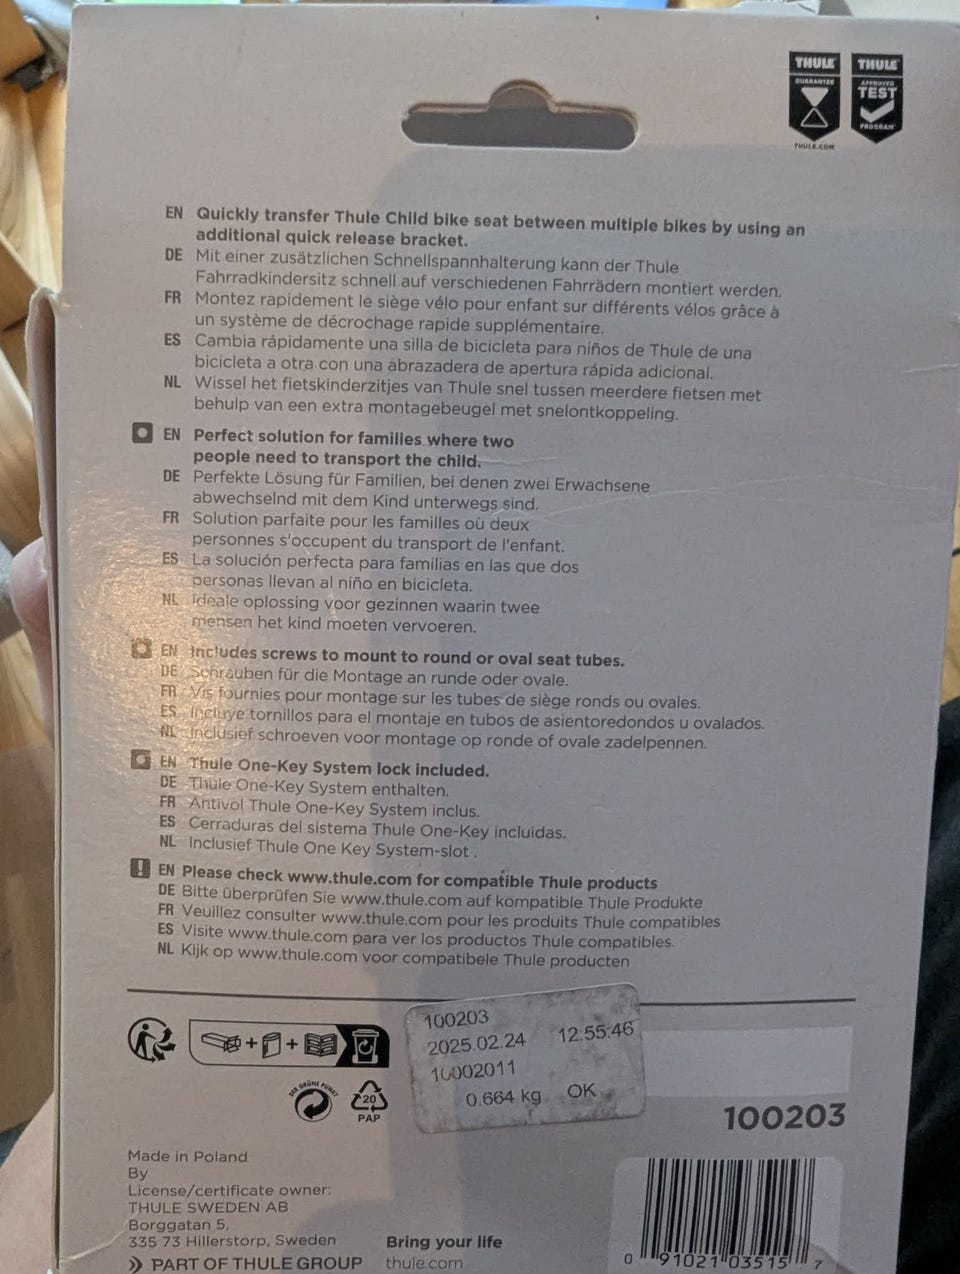 THULE THULE
GUARANTEE APPROVED
TEST
PROGRAM
THULE.COM
EN Quickly transfer Thule Child bike seat between multiple bikes by using an
additional quick release bracket.
DE Mit einer zusätzlichen Schnellspannhalterung kann der Thule
Fahrradkindersitz schnell auf verschiedenen Fahrrädern montiert werden.
FR Montez rapidement le siège vélo pour enfant sur différents vélos grâce à
un système de décrochage rapide supplémentaire.
ES Cambia rápidamente una silla de bicicleta para niños de Thule de una
bicicleta a otra con una abrazadera de apertura rápida adicional.
NL Wissel het fietskinderzitjes van Thule snel tussen meerdere fietsen met
behulp van een extra montagebeugel met snelontkoppeling.
EN Perfect solution for families where two
people need to transport the child.
DE Perfekte Lösung für Familien, bei denen zwei Erwachsene
abwechselnd mit dem Kind unterwegs sind.
FR Solution parfaite pour les familles où deux
personnes s'occupent du transport de l'enfant.
ES La solución perfecta para familias en las que dos
personas llevan al niño en bicicleta.
NL Ideale oplossing voor gezinnen waarin twee
mensen het kind moeten vervoeren.
EN Includes screws to mount to round or oval seat tubes.
DE Schrauben für die Montage an runde oder ovale.
FR Vis fournies pour montage sur les tubes de siège ronds ou ovales.
ES Incluye tornillos para el montaje en tubos de asientoredondos u ovalados.
NL Inclusief schroeven voor montage op ronde of ovale zadelpennen.
EN Thule One-Key System lock included.
DE Thule One-Key System enthalten.
FR Antivol Thule One-Key System inclus.
ES Cerraduras del sistema Thule One-Key incluidas.
NL Inclusief Thule One Key System-slot .
! EN Please check www.thule.com for compatible Thule products
DE Bitte überprüfen Sie www.thule.com auf kompatible Thule Produkte
FR Veuillez consulter www.thule.com pour les produits Thule compatibles
ES Visite www.thule.com para ver los productos Thule compatibles.
NL Kijk op www.thule.com voor compatibele Thule producten
100203
2025.02.24 12:55:46
10002011
0.664 kg OK
DER GRÜNE PUNKT
20
PAP
100203
Made in Poland
By
License/certificate owner:
THULE SWEDEN AB
Borggatan 5,
335 73 Hillerstorp, Sweden
PART OF THULE GROUP
Bring your life
thule.com
0 91021 03515 7